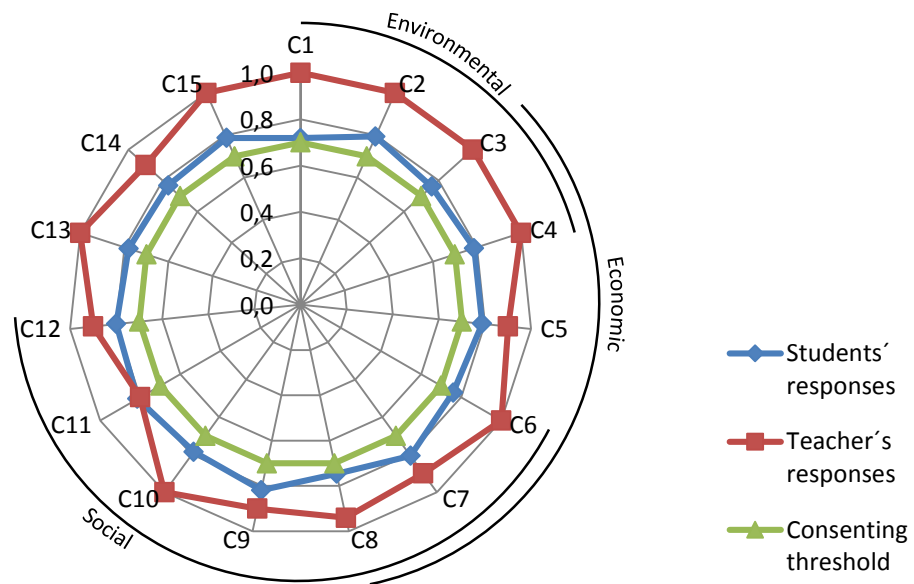 C1
C2
C3
C4
C5
C6
C7
C8
C9
C10
C11
C12
C13
C14
C15
1,0
0,8
0,6
0,4
0,2
0,0
Environmental
Economic
Social
Students´
responses
Teacher´s
responses
Consenting
threshold